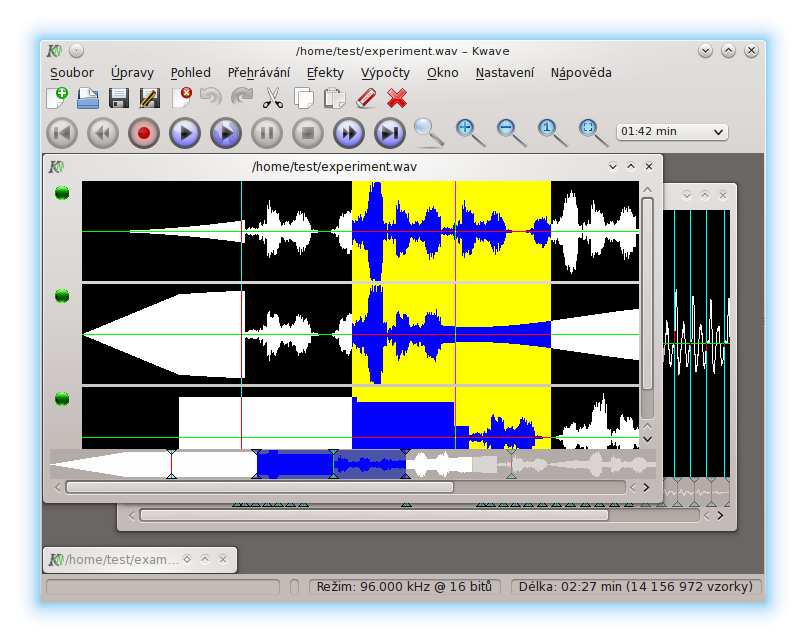 /home/test/experiment.wav – Kwave
Soubor Úpravy Pohled Přehrávání Efekty Výpočty Okno Nastavení Nápověda
1
01:42 min
/home/test/experiment.wav
/home/test/exam...
Režim: 96.000 kHz @ 16 bitů Délka: 02:27 min (14 156 972 vzorky)